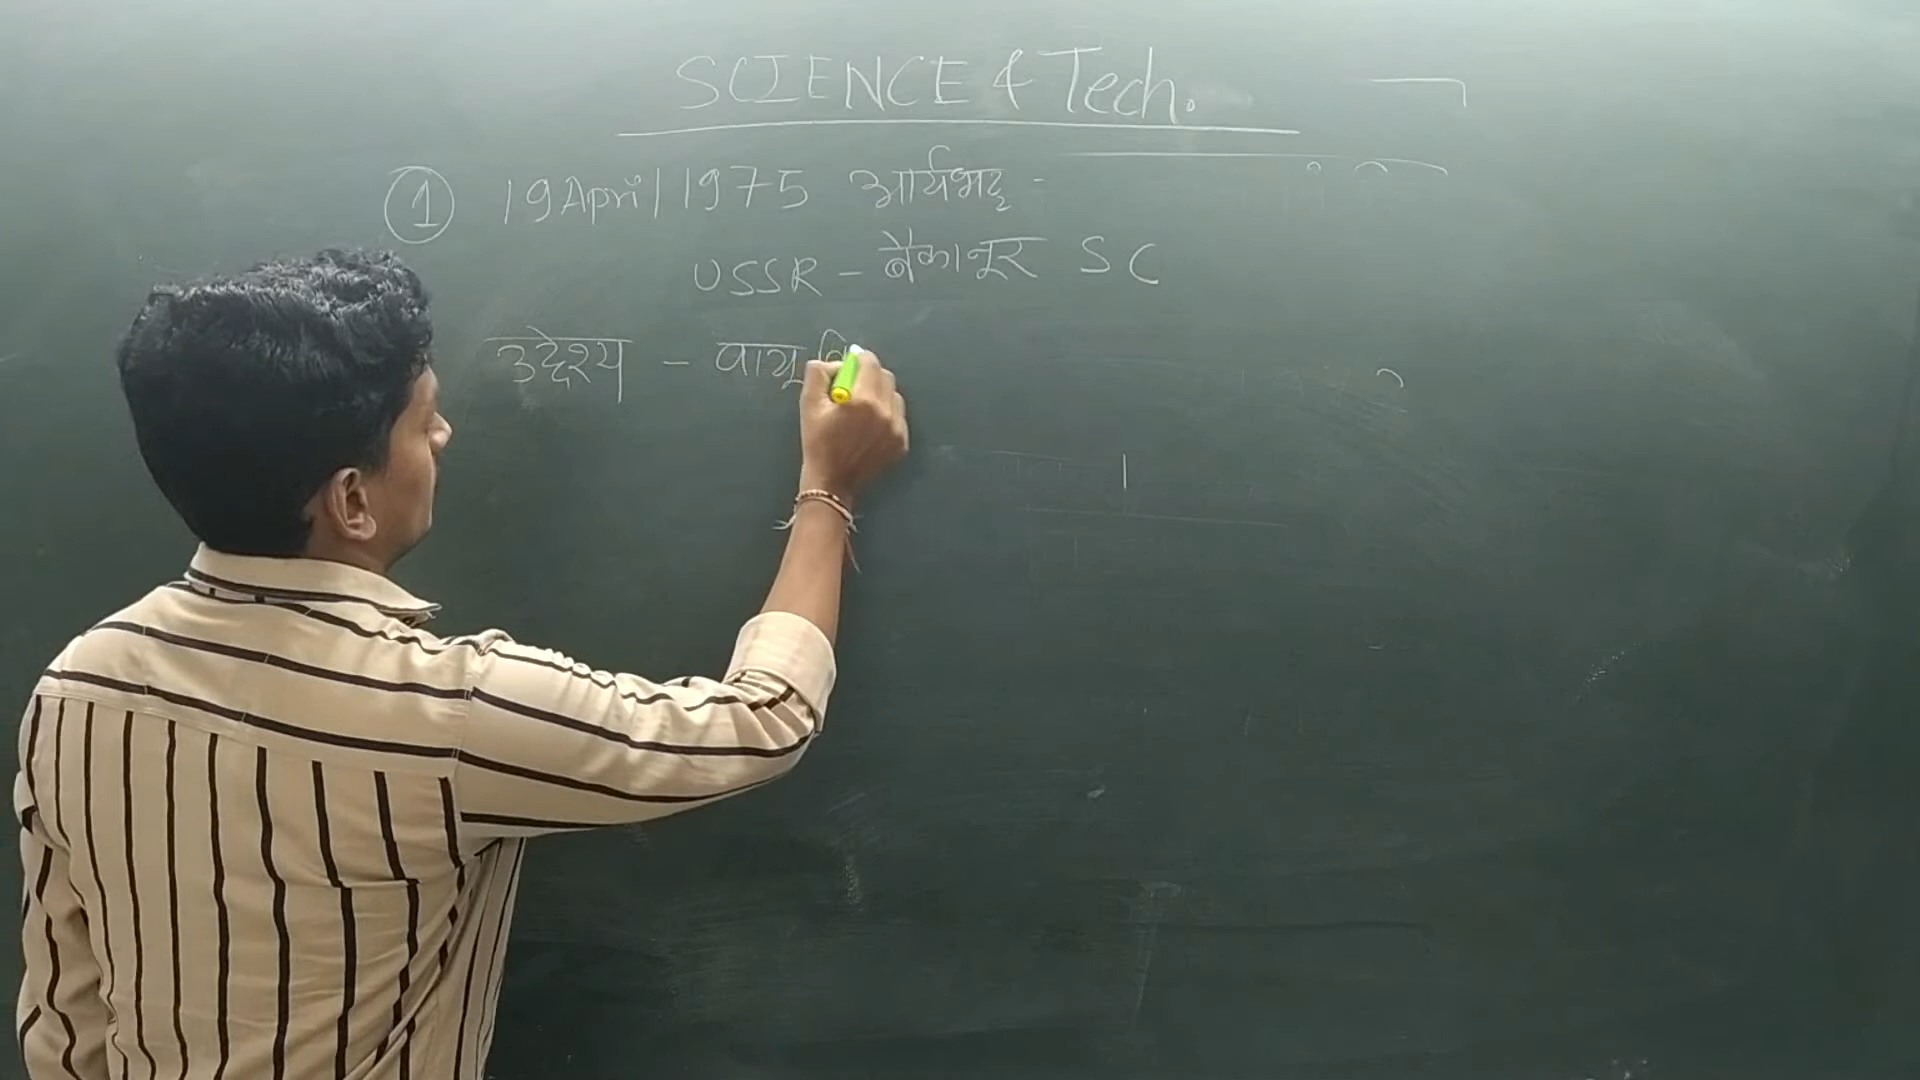 SCIENCE & Tech.
① 19 April 1975 आर्यभट्ट -
USSR - बैकानूर SC
उद्देश्य - वायू